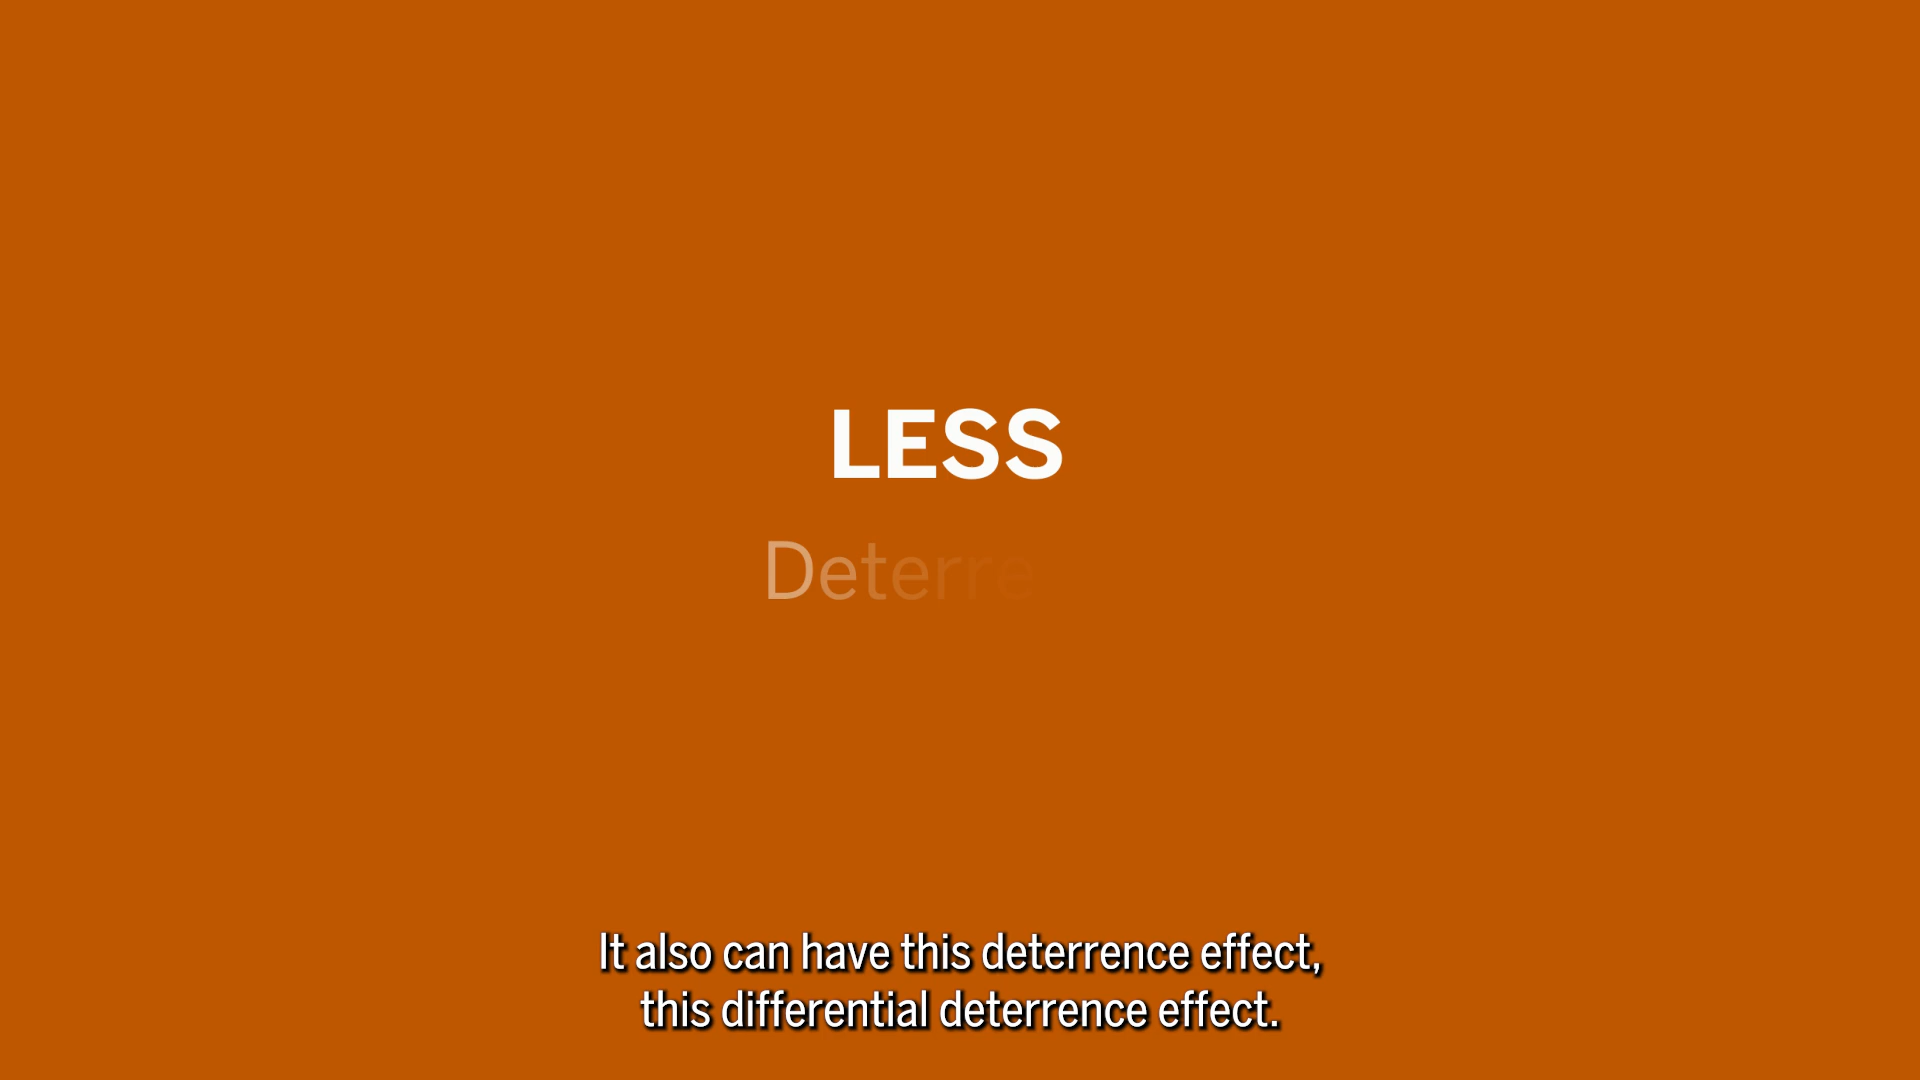 LESS
Deterre
It also can have this deterrence effect,
this differential deterrence effect.